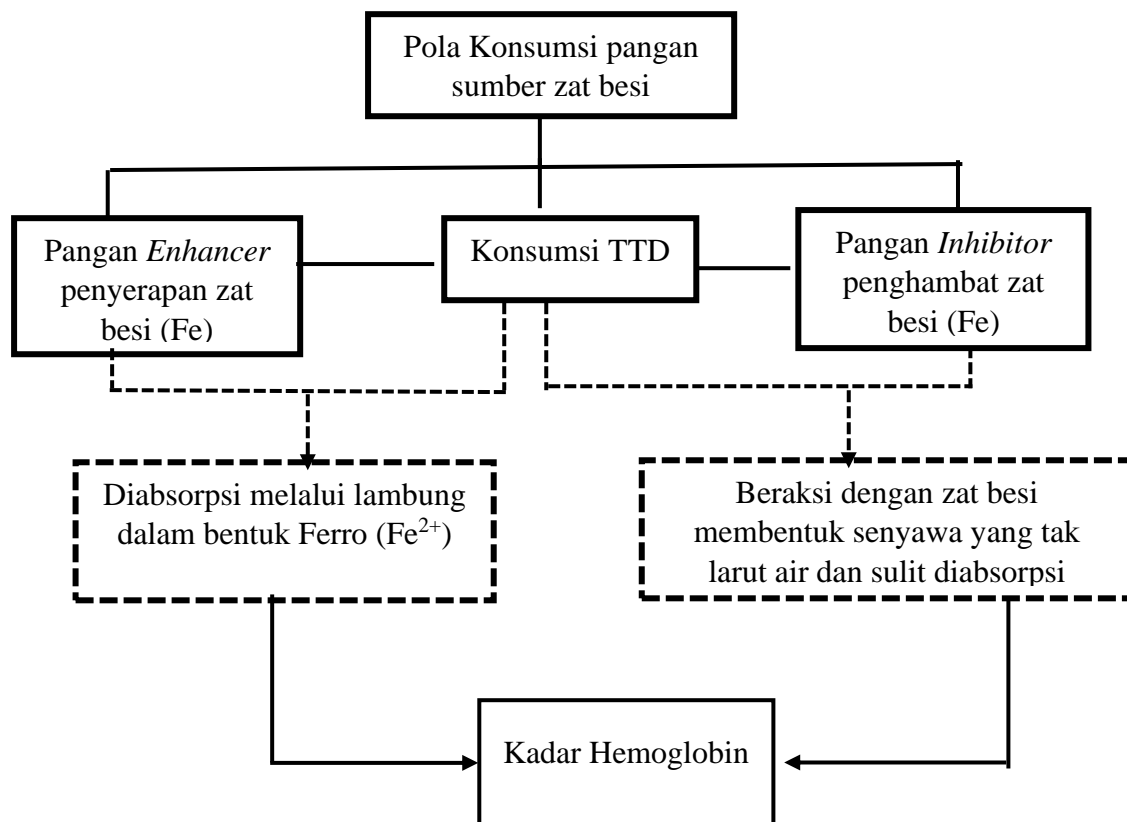 Pola Konsumsi pangan
sumber zat besi
Pangan Enhancer
penyerapan zat
besi (Fe)
Konsumsi TTD
Pangan Inhibitor
penghambat zat
besi (Fe)
Diabsorpsi melalui lambung
dalam bentuk Ferro (Fe²⁺)
Beraksi dengan zat besi
membentuk senyawa yang tak
larut air dan sulit diabsorpsi
Kadar Hemoglobin